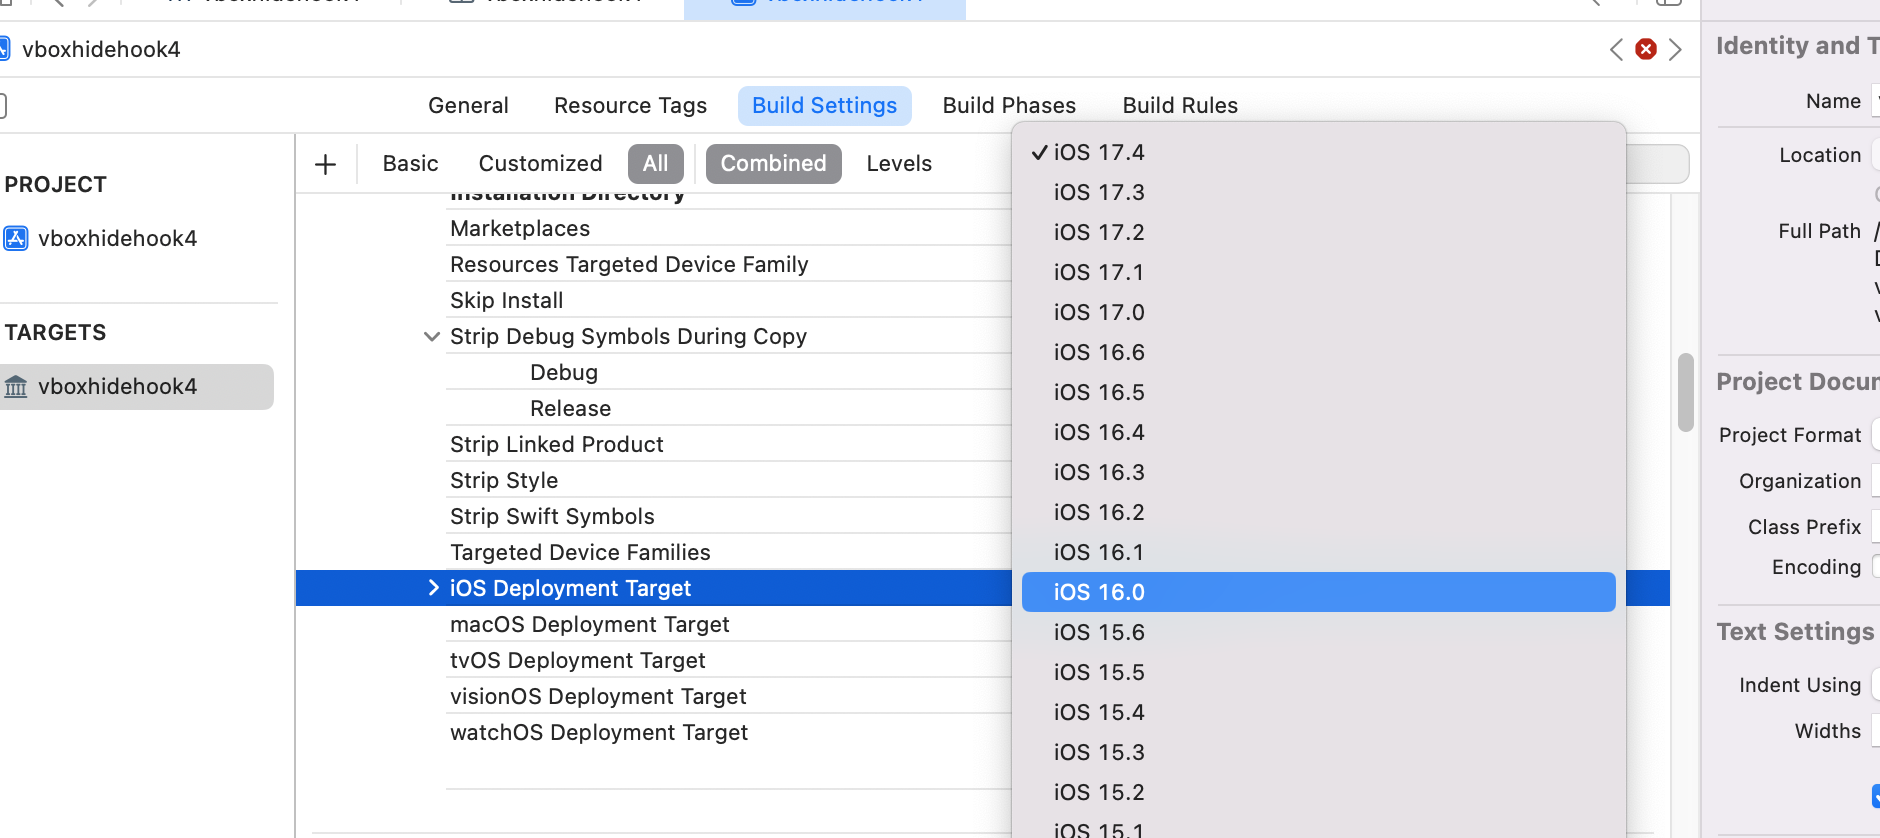 vboxhidehook4
General Resource Tags Build Settings Build Phases Build Rules
Basic Customized All Combined Levels
PROJECT
vboxhidehook4
TARGETS
vboxhidehook4
Installation Directory
Marketplaces
Resources Targeted Device Family
Skip Install
Strip Debug Symbols During Copy
Debug
Release
Strip Linked Product
Strip Style
Strip Swift Symbols
Targeted Device Families
iOS Deployment Target
macOS Deployment Target
tvOS Deployment Target
visionOS Deployment Target
watchOS Deployment Target
iOS 17.4
iOS 17.3
iOS 17.2
iOS 17.1
iOS 17.0
iOS 16.6
iOS 16.5
iOS 16.4
iOS 16.3
iOS 16.2
iOS 16.1
iOS 16.0
iOS 15.6
iOS 15.5
iOS 15.4
iOS 15.3
iOS 15.2
iOS 15.1
Identity and T
Name
Location
Full Path /
Project Docu
Project Format
Organization
Class Prefix
Encoding
Text Settings
Indent Using
Widths